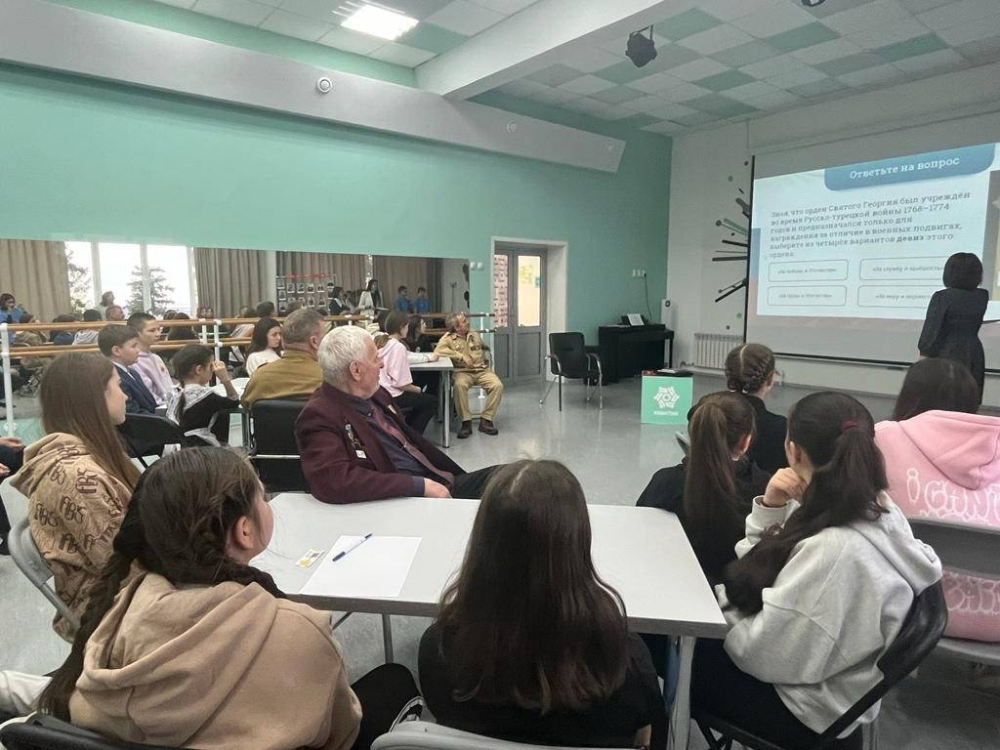 Ответьте на вопрос
Зная, что орден Святого Георгия был учреждён
во время Русско-турецкой войны 1768–1774
годов и предназначался только для
награждения за отличие в военных подвигах,
выберите из четырёх вариантов девиз этого
ордена.
«За любовь и Отечество»
«За службу и храбрость»
«За труды и Отечество»
«За веру и